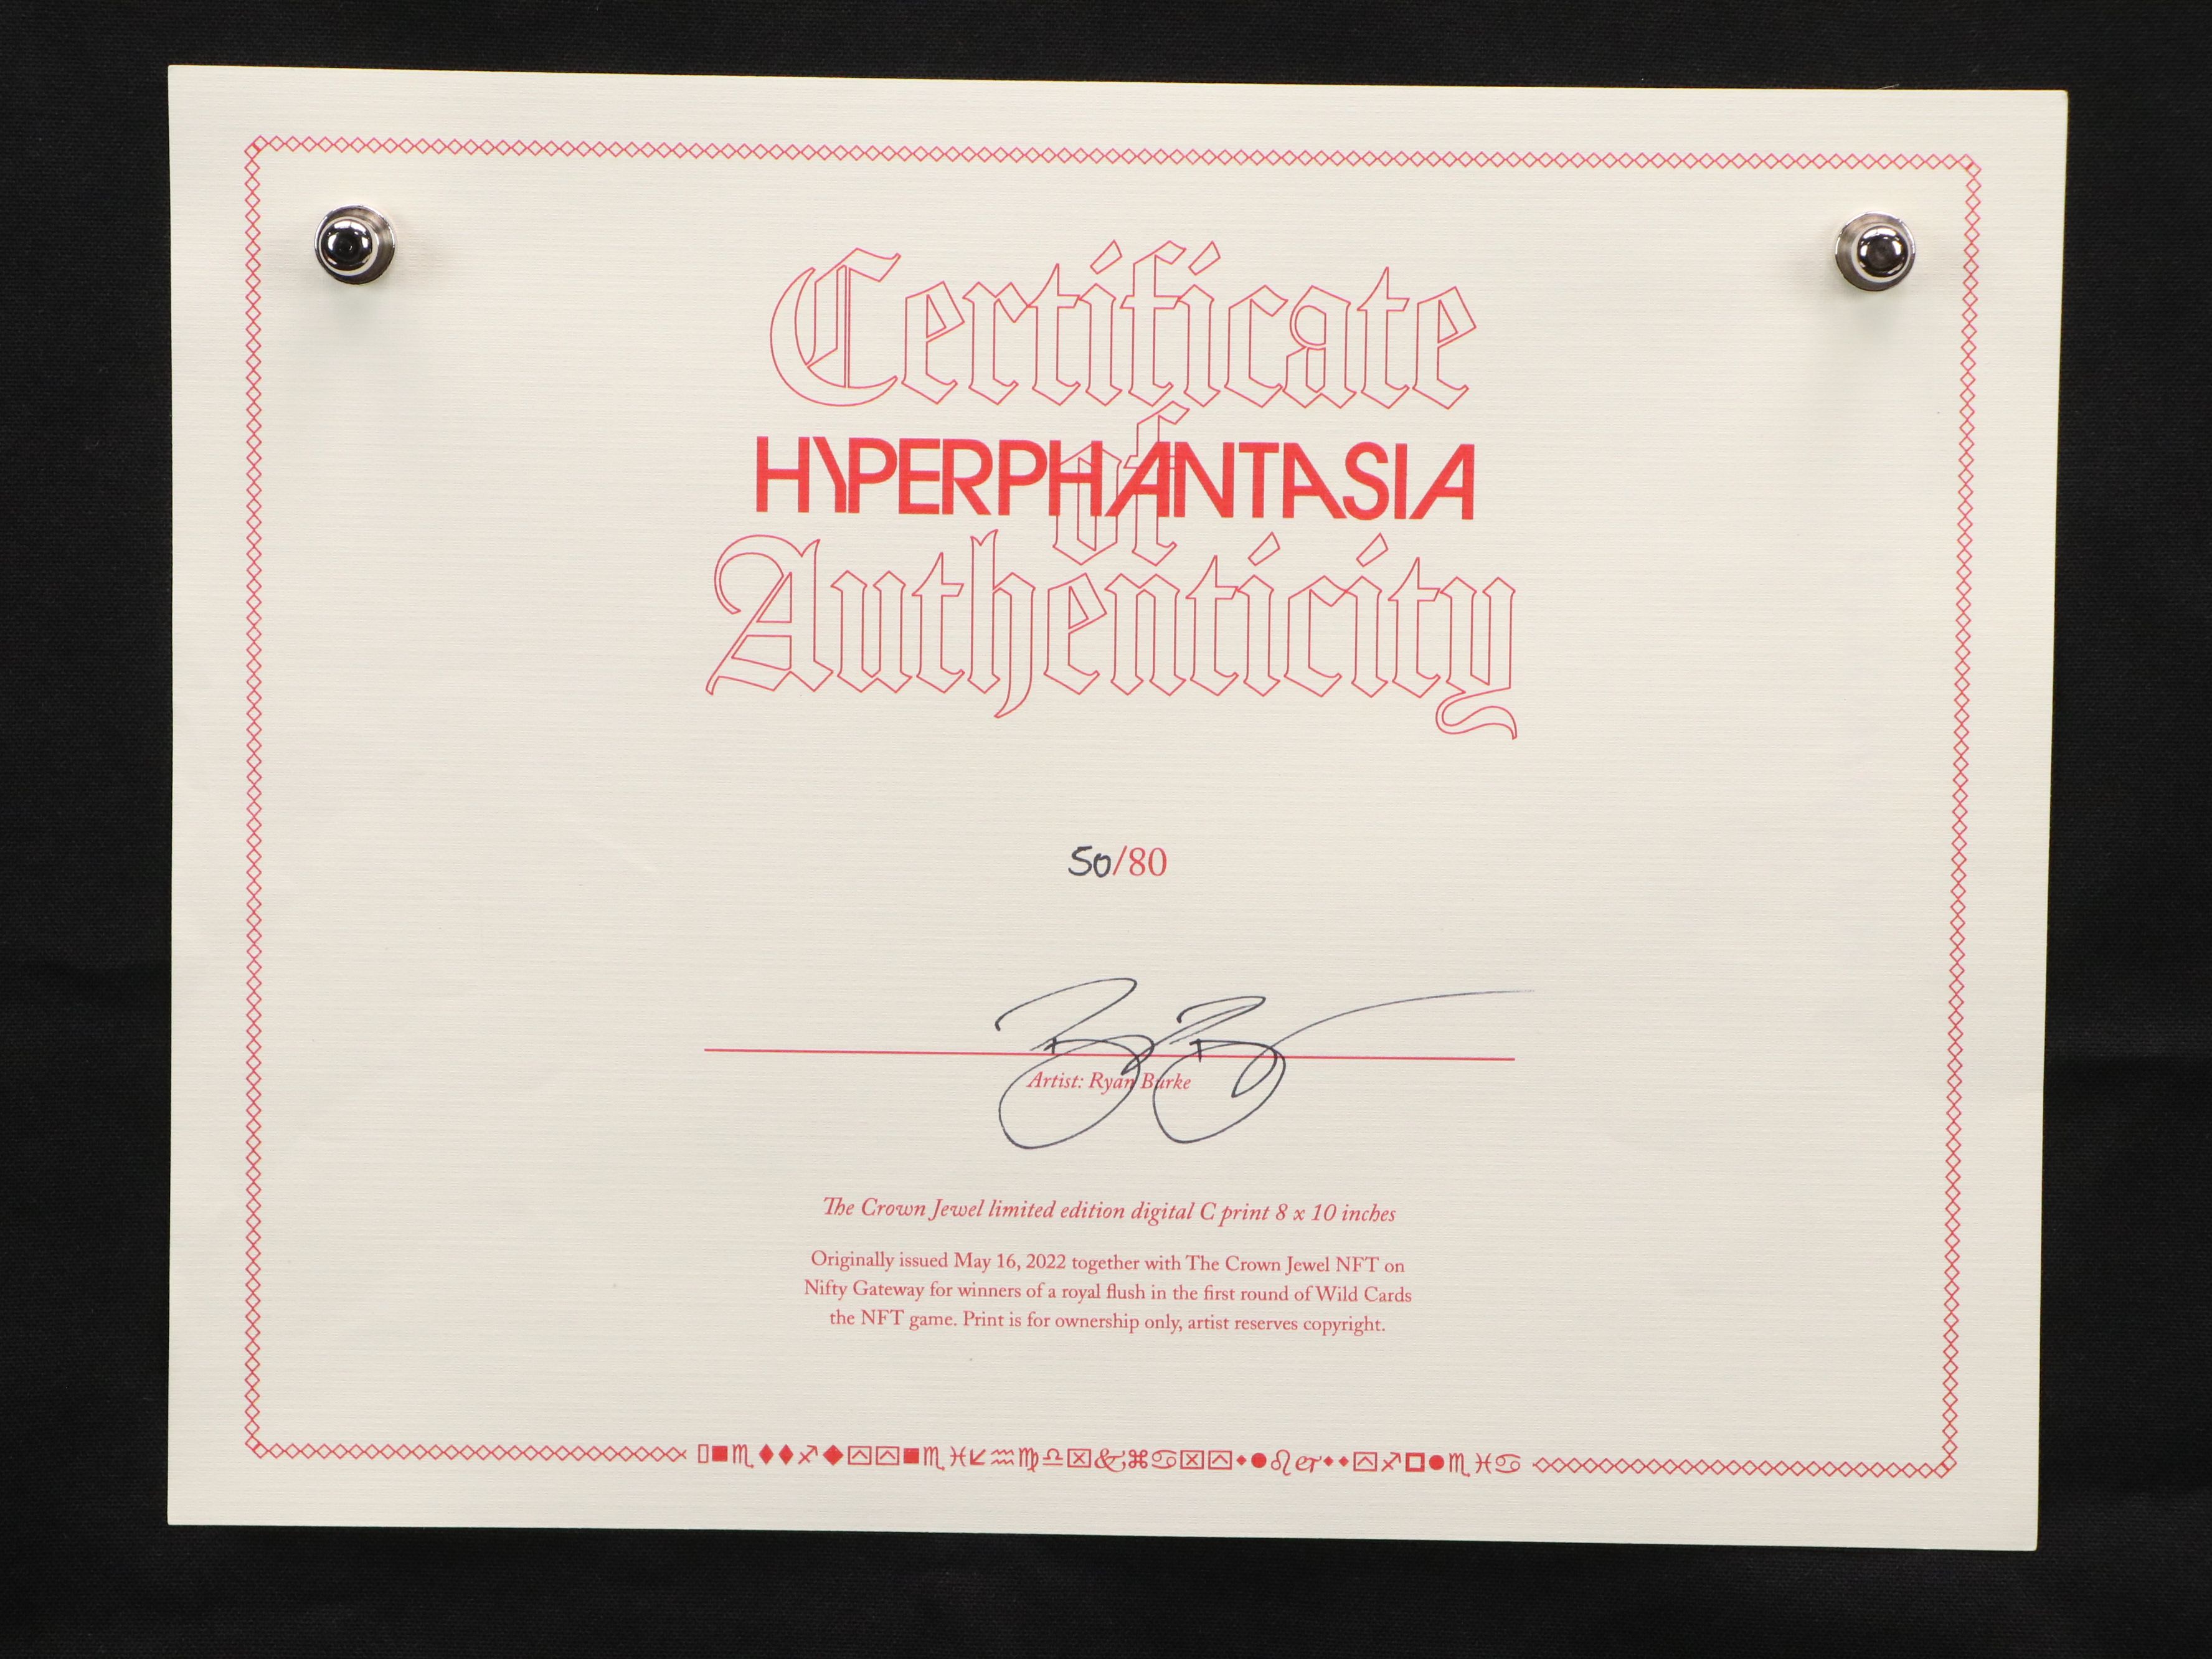 Certificate
of
HYPERPHANTASIA
Authenticity
50/80
Artist: Ryan Burke
The Crown Jewel limited edition digital C print 8 x 10 inches
Originally issued May 16, 2022 together with The Crown Jewel NFT on
Nifty Gateway for winners of a royal flush in the first round of Wild Cards
the NFT game. Print is for ownership only, artist reserves copyright.